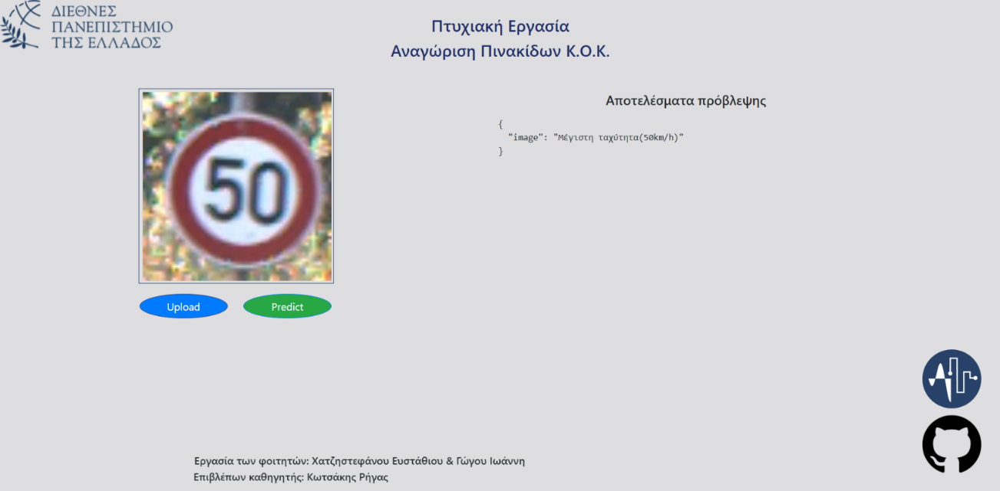 ΔΙΕΘΝΕΣ
ΠΑΝΕΠΙΣΤΗΜΙΟ
ΤΗΣ ΕΛΛΑΔΟΣ
Πτυχιακή Εργασία
Αναγώριση Πινακίδων Κ.Ο.Κ.
50
Upload
Predict
Αποτελέσματα πρόβλεψης
{
"image": "Μέγιστη ταχύτητα(50km/h)"
}
Εργασία των φοιτητών: Χατζηστεφάνου Ευστάθιου & Γώγου Ιωάννη
Επιβλέπων καθηγητής: Κωτσάκης Ρήγας